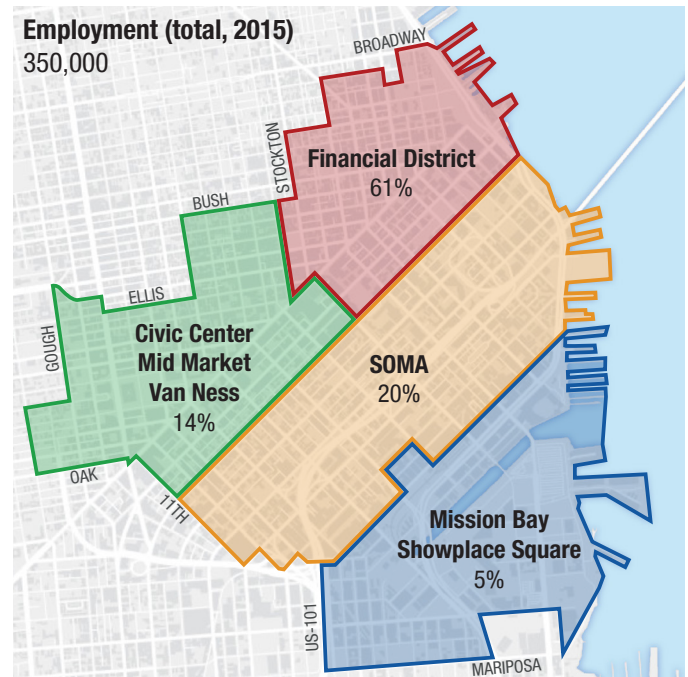 Employment (total, 2015)
350,000
BROADWAY
STOCKTON
Financial District
61%
BUSH
ELLIS
GOUGH
Civic Center
Mid Market
Van Ness
14%
SOMA
20%
OAK
11TH
Mission Bay
Showplace Square
5%
US-101
MARIPOSA